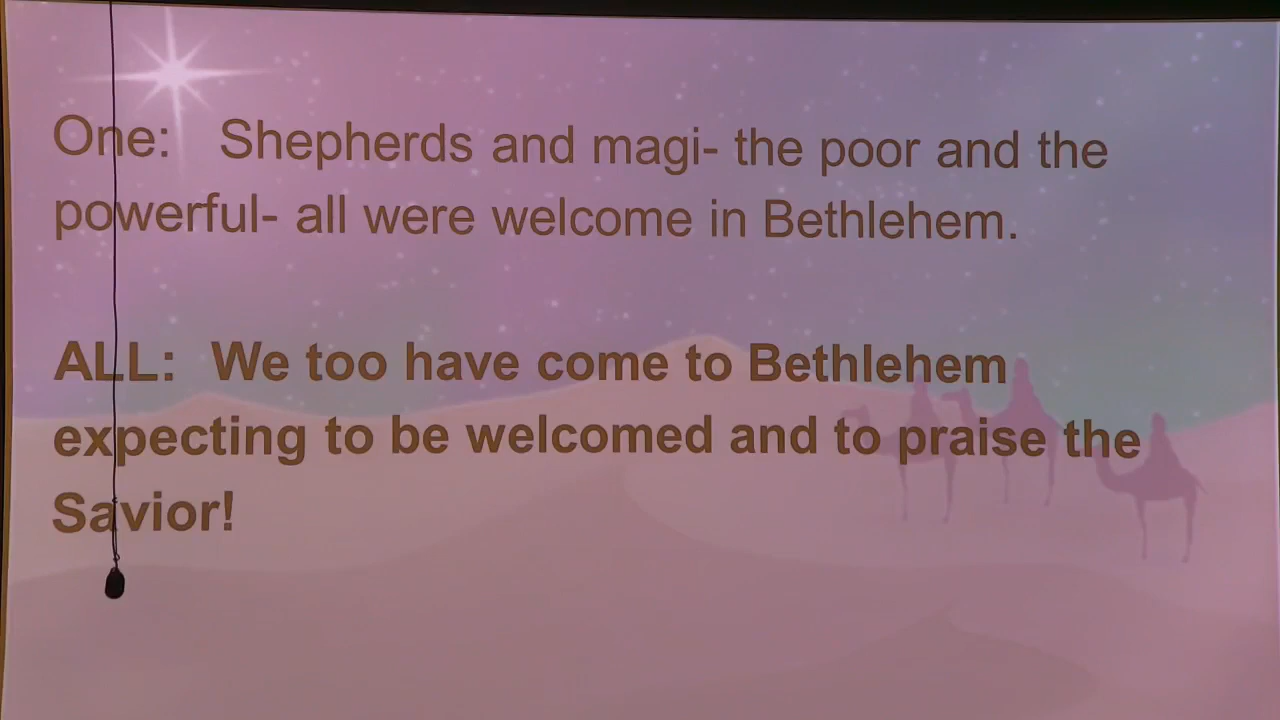 One: Shepherds and magi- the poor and the
powerful- all were welcome in Bethlehem.
ALL: We too have come to Bethlehem
expecting to be welcomed and to praise the
Savior!